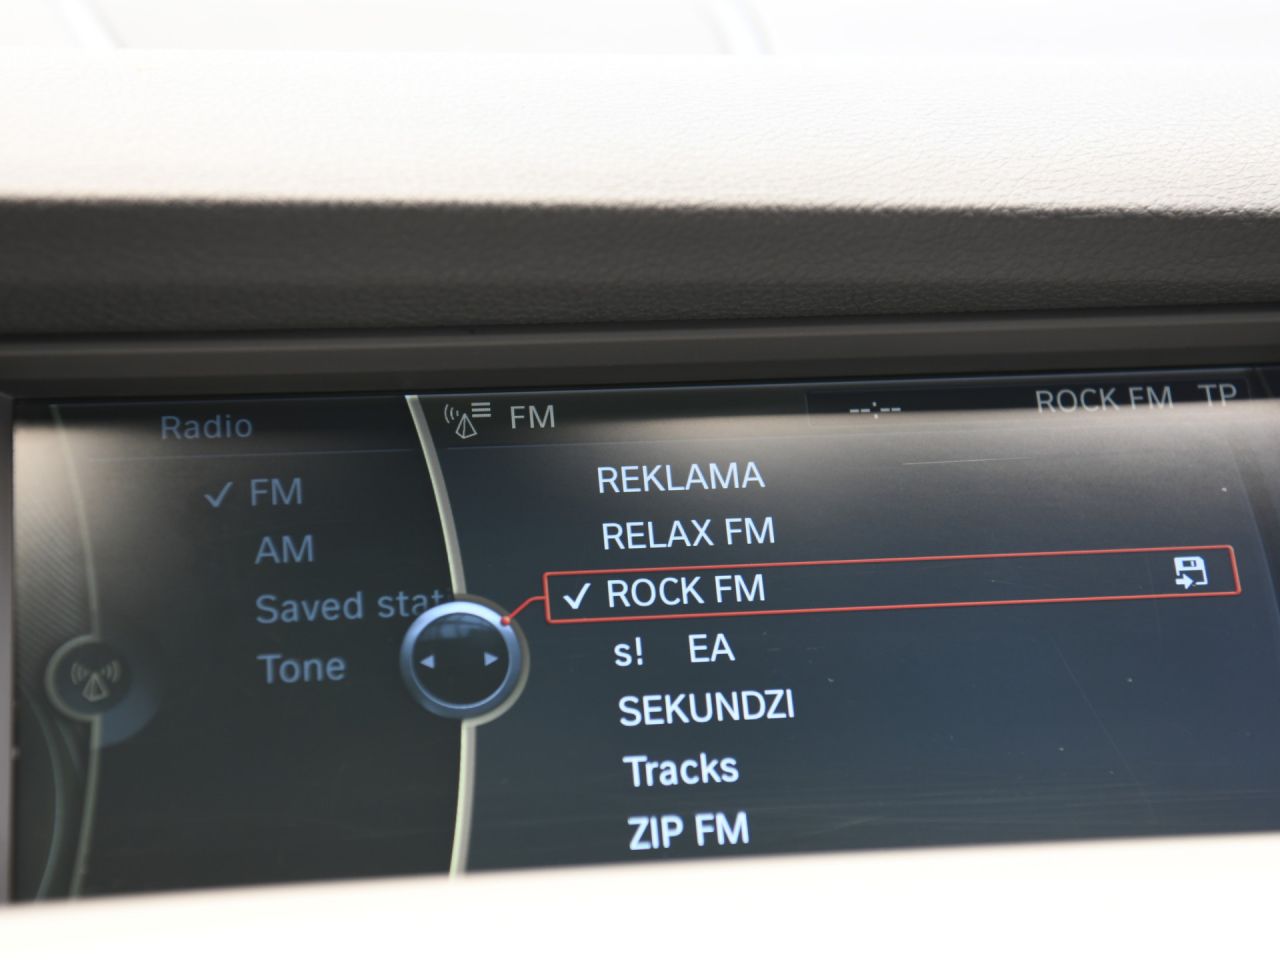 Radio
FM
--:--
ROCK FM TP
FM
AM
Saved stat
Tone
REKLAMA
RELAX FM
ROCK FM
s! EA
SEKUNDZI
Tracks
ZIP FM